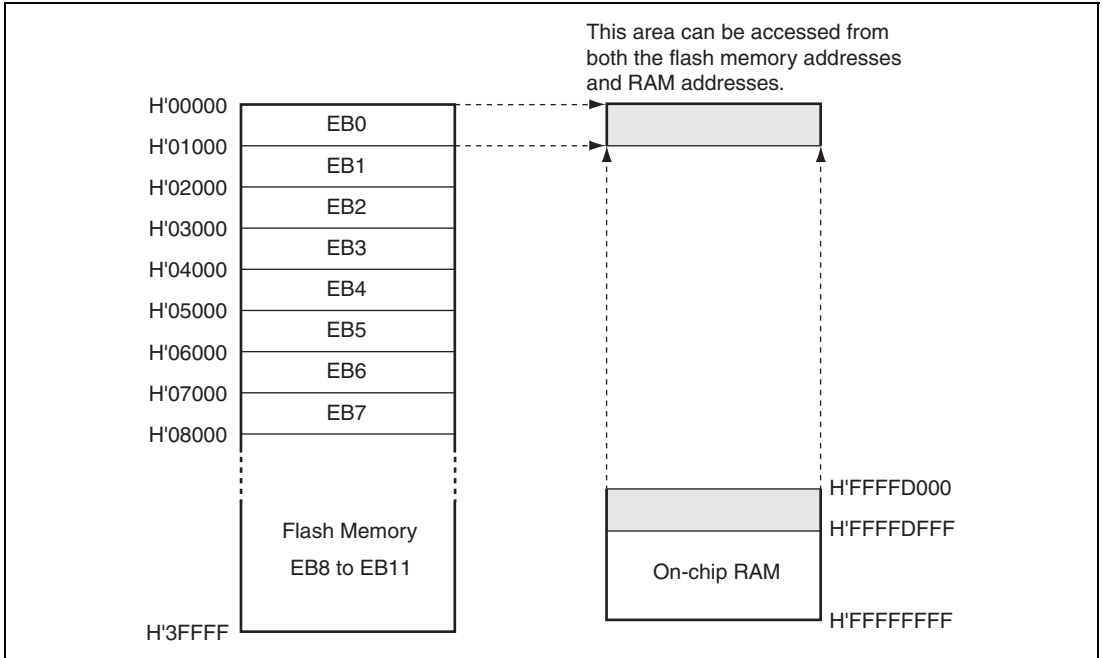 This area can be accessed from
both the flash memory addresses
and RAM addresses.
H'00000
EB0
H'01000
EB1
H'02000
EB2
H'03000
EB3
H'04000
EB4
H'05000
EB5
H'06000
EB6
H'07000
EB7
H'08000
H'FFFFD000
Flash Memory
H'FFFFDFFF
EB8 to EB11
On-chip RAM
H'FFFFFFFF
H'3FFFF